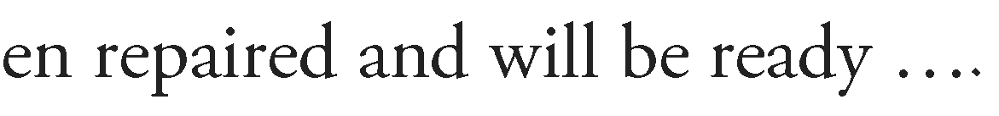 en repaired and will be ready ….